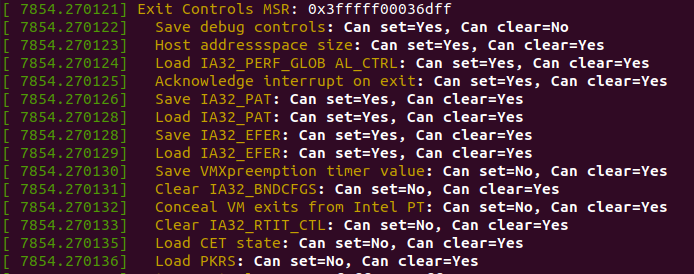 [ 7854.270121] Exit Controls MSR: 0x3fffff00036dff
[ 7854.270122]   Save debug controls: Can set=Yes, Can clear=No
[ 7854.270123]   Host addressspace size: Can set=Yes, Can clear=Yes
[ 7854.270124]   Load IA32_PERF_GLOB AL_CTRL: Can set=Yes, Can clear=Yes
[ 7854.270125]   Acknowledge interrupt on exit: Can set=Yes, Can clear=Yes
[ 7854.270126]   Save IA32_PAT: Can set=Yes, Can clear=Yes
[ 7854.270128]   Load IA32_PAT: Can set=Yes, Can clear=Yes
[ 7854.270128]   Save IA32_EFER: Can set=Yes, Can clear=Yes
[ 7854.270129]   Load IA32_EFER: Can set=Yes, Can clear=Yes
[ 7854.270130]   Save VMXpreemption timer value: Can set=No, Can clear=Yes
[ 7854.270131]   Clear IA32_BNDCFGS: Can set=No, Can clear=Yes
[ 7854.270132]   Conceal VM exits from Intel PT: Can set=No, Can clear=Yes
[ 7854.270133]   Clear IA32_RTIT_CTL: Can set=No, Can clear=Yes
[ 7854.270135]   Load CET state: Can set=No, Can clear=Yes
[ 7854.270136]   Load PKRS: Can set=No, Can clear=Yes